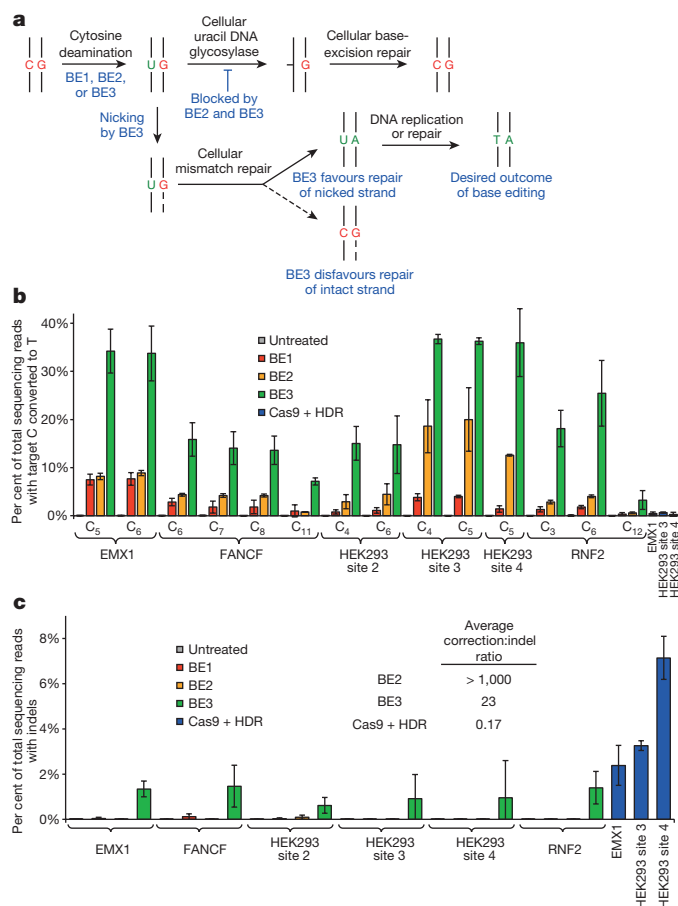 a
Cytosine
deamination
Cellular
uracil DNA
glycosylase
Cellular base-
excision repair
C G
U G
G
C G
BE1, BE2,
or BE3
Blocked by
BE2 and BE3
Nicking
by BE3
Cellular
mismatch repair
U G
U A
DNA replication
or repair
T A
BE3 favours repair
of nicked strand
Desired outcome
of base editing
C G
BE3 disfavours repair
of intact strand
b
Per cent of total sequencing reads
with target C converted to T
40%
30%
20%
10%
0%
Untreated
BE1
BE2
BE3
Cas9 + HDR
C5 C6 C6 C7 C8 C11 C4 C6 C4 C5 C5 C3 C6 C12
EMX1
FANCF
HEK293
site 2
HEK293
site 3
HEK293
site 4
RNF2
EMX1
HEK293 site 3
HEK293 site 4
c
Per cent of total sequencing reads
with indels
8%
6%
4%
2%
0%
Untreated
BE1
BE2
BE3
Cas9 + HDR
Average
correction:indel
ratio
BE2 > 1,000
BE3 23
Cas9 + HDR 0.17
EMX1
FANCF
HEK293
site 2
HEK293
site 3
HEK293
site 4
RNF2
EMX1
HEK293 site 3
HEK293 site 4